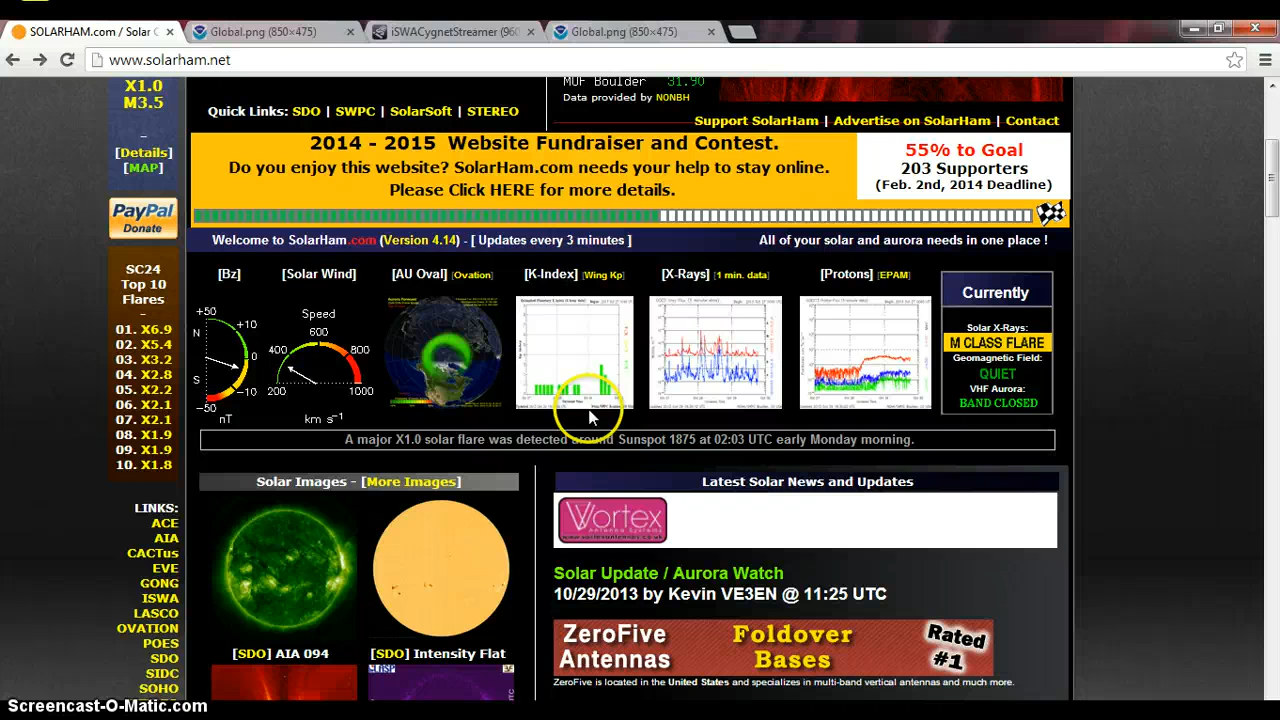 SOLARHAM.com / Solar C
Global.png (850×475)
iSWACygnetStreamer (960
Global.png (850×475)
www.solarham.net
X1.0
M3.5
–
[Details]
[MAP]
PayPal
Donate
SC24
Top 10
Flares
–
01. X6.9
02. X5.4
03. X3.2
04. X2.8
05. X2.2
06. X2.1
07. X2.1
08. X1.9
09. X1.9
10. X1.8
LINKS:
ACE
AIA
CACTus
EVE
GONG
ISWA
LASCO
OVATION
POES
SDO
SIDC
SOHO
MUF Boulder 31.90
Data provided by N0NBH
Quick Links: SDO | SWPC | SolarSoft | STEREO
Support SolarHam | Advertise on SolarHam | Contact
2014 - 2015 Website Fundraiser and Contest.
Do you enjoy this website? SolarHam.com needs your help to stay online.
Please Click HERE for more details.
55% to Goal
203 Supporters
(Feb. 2nd, 2014 Deadline)
Welcome to SolarHam.com (Version 4.14) - [ Updates every 3 minutes ]
All of your solar and aurora needs in one place !
[Bz] [Solar Wind] [AU Oval] [Ovation] [K-Index] [Wing Kp] [X-Rays] [1 min. data] [Protons] [EPAM]
+50
N
+10
0
S
-10
-50
nT
Speed
600
400
800
200
1000
km s⁻¹
Currently
Solar X-Rays:
M CLASS FLARE
Geomagnetic Field:
QUIET
VHF Aurora:
BAND CLOSED
A major X1.0 solar flare was detected around Sunspot 1875 at 02:03 UTC early Monday morning.
Solar Images - [More Images]
[SDO] AIA 094
[SDO] Intensity Flat
Latest Solar News and Updates
Vortex
Antenna Systems
www.vortexantennas.co.uk
Solar Update / Aurora Watch
10/29/2013 by Kevin VE3EN @ 11:25 UTC
ZeroFive
Antennas
Foldover
Bases
Rated
#1
ZeroFive is located in the United States and specializes in multi-band vertical antennas and much more.
Screencast-O-Matic.com